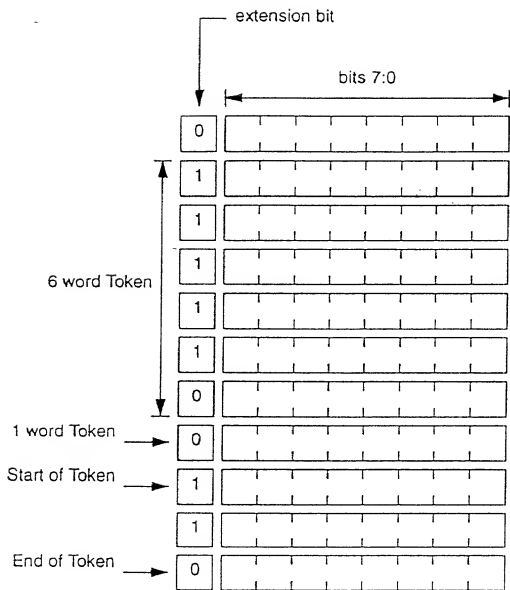 extension bit
bits 7:0
0
1
1
1
6 word Token
1
1
0
1 word Token
0
Start of Token
1
1
End of Token
0